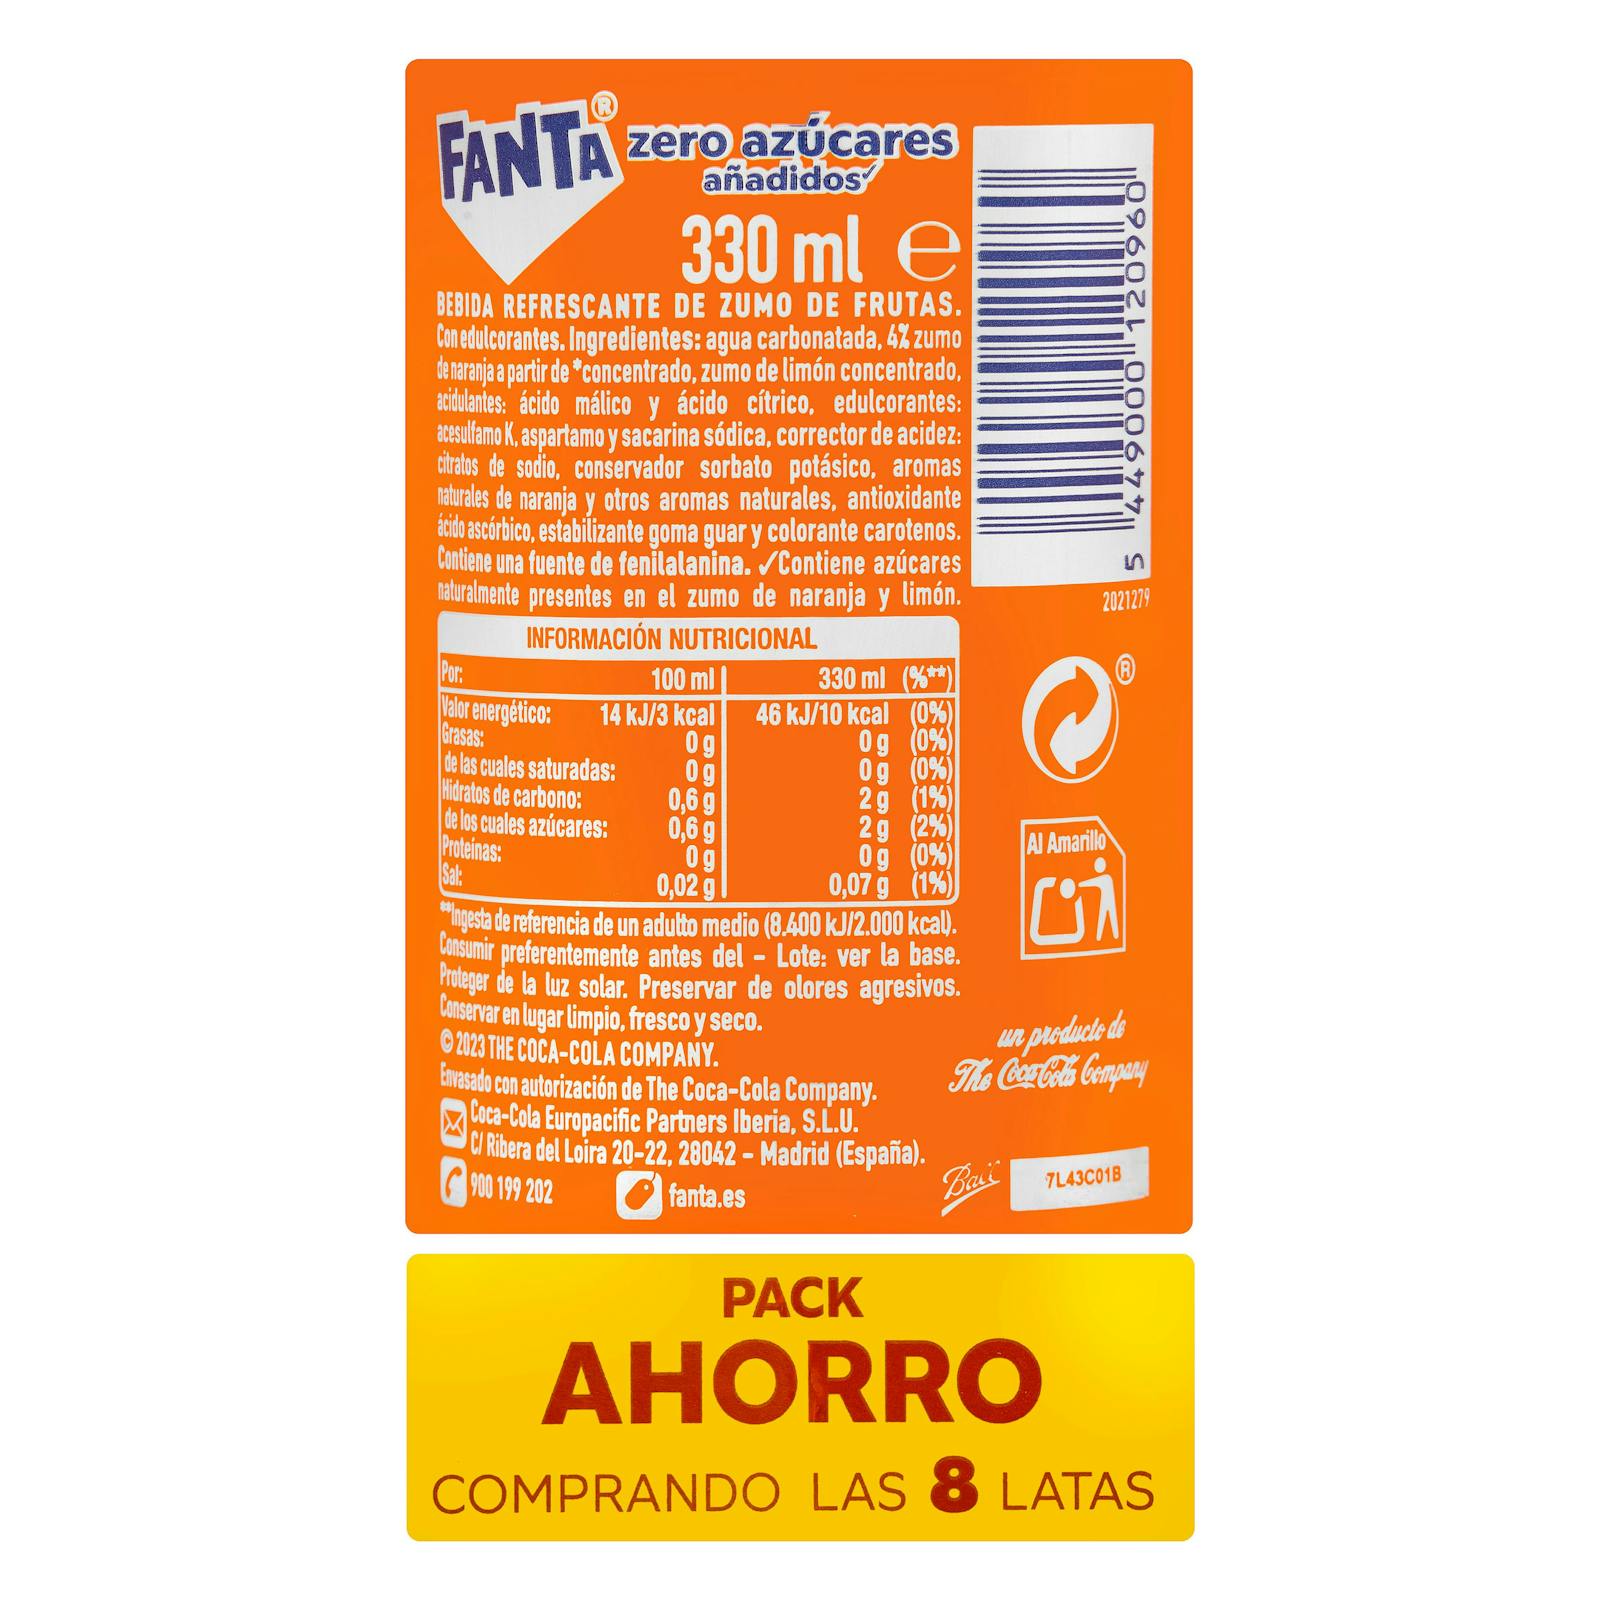 FANTA® zero azúcares
añadidos✓
330 ml ℮
BEBIDA REFRESCANTE DE ZUMO DE FRUTAS.
Con edulcorantes. Ingredientes: agua carbonatada, 4% zumo
de naranja a partir de *concentrado, zumo de limón concentrado,
acidulantes: ácido málico y ácido cítrico, edulcorantes:
acesulfamo K, aspartamo y sacarina sódica, corrector de acidez:
citratos de sodio, conservador sorbato potásico, aromas
naturales de naranja y otros aromas naturales, antioxidante
ácido ascórbico, estabilizante goma guar y colorante carotenos.
Contiene una fuente de fenilalanina. ✓Contiene azúcares
naturalmente presentes en el zumo de naranja y limón.
INFORMACIÓN NUTRICIONAL
Por: 100 ml 330 ml (%**)
Valor energético: 14 kJ/3 kcal 46 kJ/10 kcal (0%)
Grasas: 0 g 0 g (0%)
de las cuales saturadas: 0 g 0 g (0%)
Hidratos de carbono: 0,6 g 2 g (1%)
de los cuales azúcares: 0,6 g 2 g (2%)
Proteínas: 0 g 0 g (0%)
Sal: 0,02 g 0,07 g (1%)
**Ingesta de referencia de un adulto medio (8.400 kJ/2.000 kcal).
Consumir preferentemente antes del - Lote: ver la base.
Proteger de la luz solar. Preservar de olores agresivos.
Conservar en lugar limpio, fresco y seco.
© 2023 THE COCA-COLA COMPANY.
Envasado con autorización de The Coca-Cola Company.
Coca-Cola Europacific Partners Iberia, S.L.U.
C/ Ribera del Loira 20-22, 28042 - Madrid (España).
900 199 202 fanta.es
5 449000 120960
2021279
®
Al Amarillo
un producto de
The Coca-Cola Company
Ball
7L43C01B
PACK
AHORRO
COMPRANDO LAS 8 LATAS